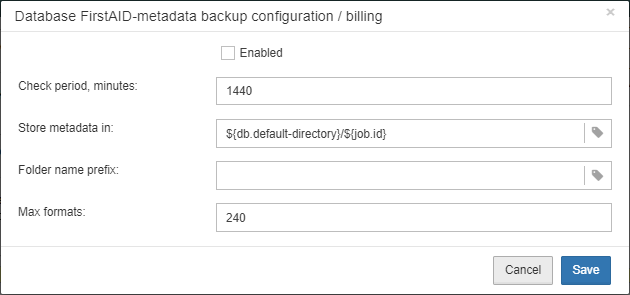 Database FirstAID-metadata backup configuration / billing
×
Enabled
Check period, minutes:
1440
Store metadata in:
${db.default-directory}/${job.id}
Folder name prefix:
Max formats:
240
Cancel
Save